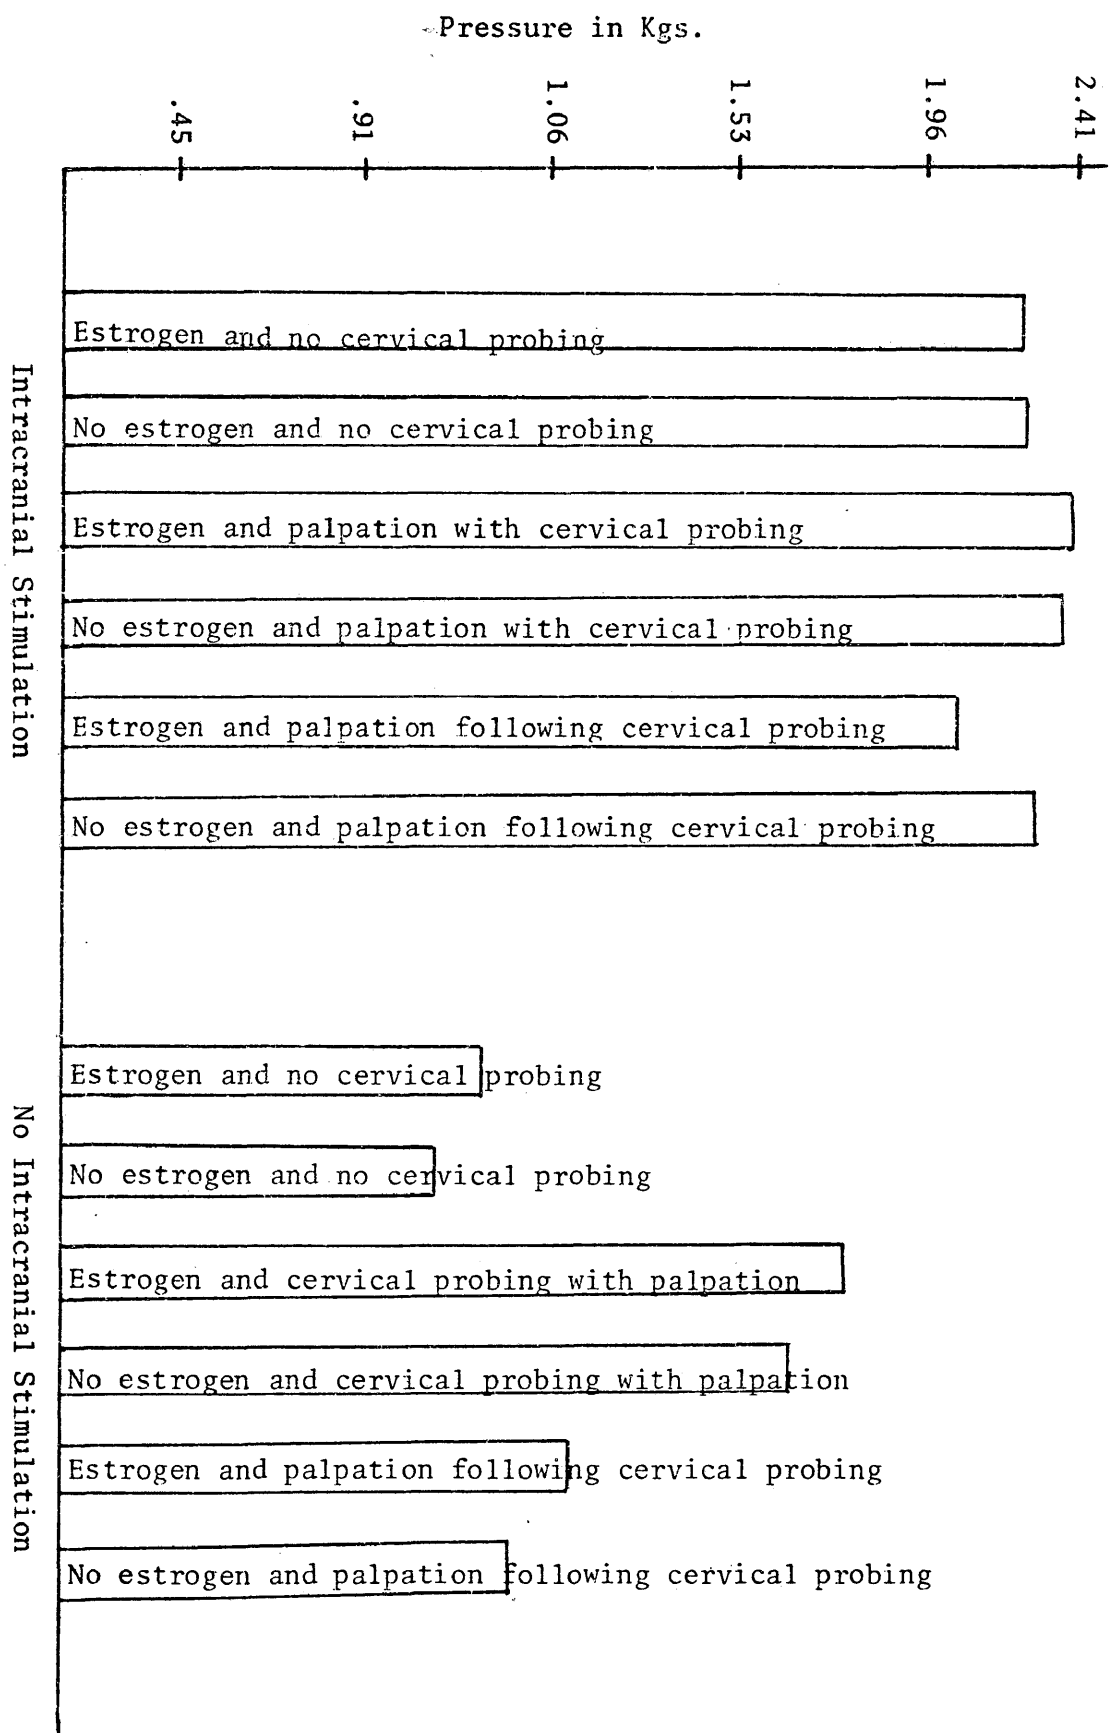 Pressure in Kgs.
.45
.91
1.06
1.53
1.96
2.41
Intracranial Stimulation
Estrogen and no cervical probing
No estrogen and no cervical probing
Estrogen and palpation with cervical probing
No estrogen and palpation with cervical probing
Estrogen and palpation following cervical probing
No estrogen and palpation following cervical probing
No Intracranial Stimulation
Estrogen and no cervical probing
No estrogen and no cervical probing
Estrogen and cervical probing with palpation
No estrogen and cervical probing with palpation
Estrogen and palpation following cervical probing
No estrogen and palpation following cervical probing